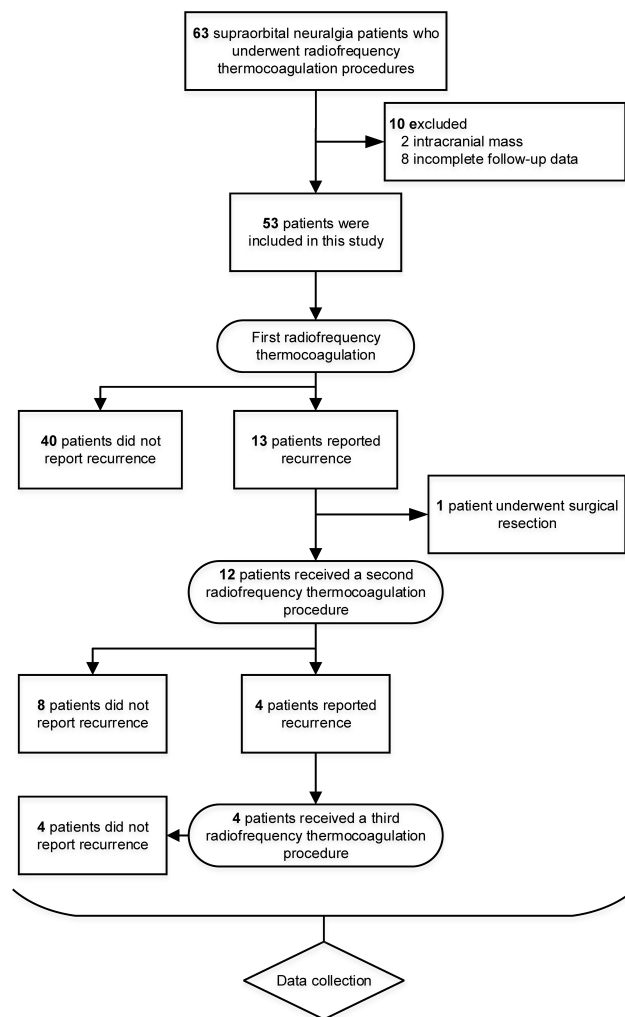 63 supraorbital neuralgia patients who
underwent radiofrequency
thermocoagulation procedures
10 excluded
2 intracranial mass
8 incomplete follow-up data
53 patients were
included in this study
First radiofrequency
thermocoagulation
40 patients did not
report recurrence
13 patients reported
recurrence
1 patient underwent surgical
resection
12 patients received a second
radiofrequency thermocoagulation
procedure
8 patients did not
report recurrence
4 patients reported
recurrence
4 patients did not
report recurrence
4 patients received a third
radiofrequency thermocoagulation
procedure
Data collection